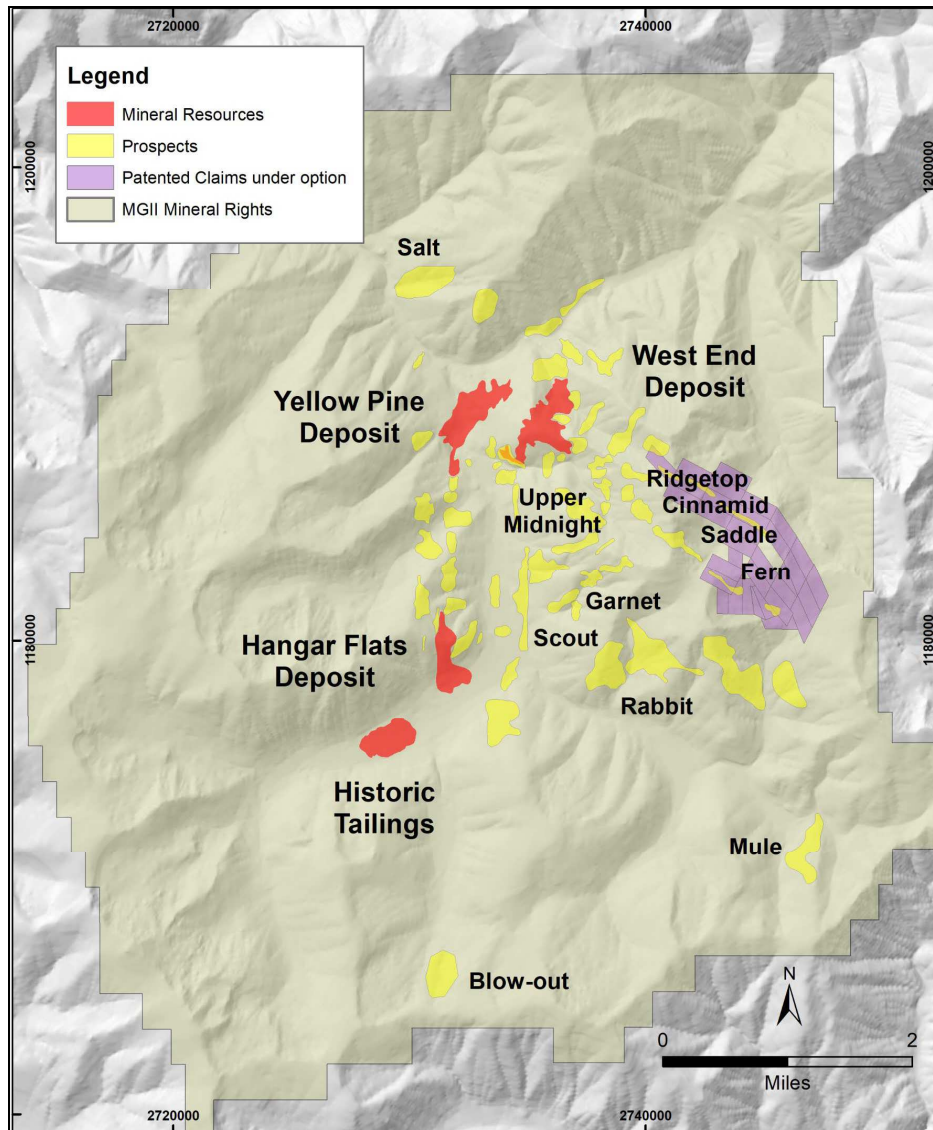 2720000
2740000
Legend
Mineral Resources
Prospects
Patented Claims under option
MGII Mineral Rights
1200000
1200000
Salt
West End
Deposit
Yellow Pine
Deposit
Ridgetop
Cinnamid
Upper
Midnight
Saddle
Fern
Garnet
1180000
1180000
Hangar Flats
Deposit
Scout
Rabbit
Historic
Tailings
Mule
Blow-out
N
0
2
Miles
2720000
2740000